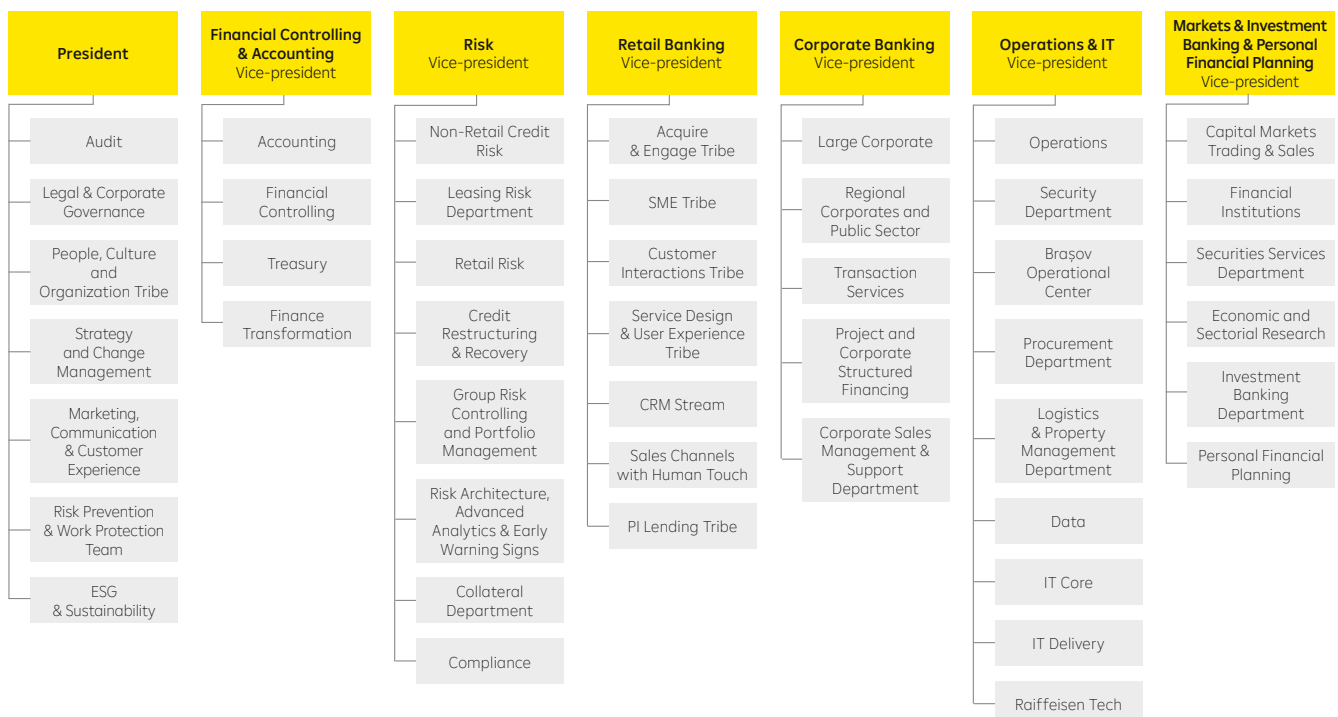 President
Audit
Legal & Corporate
Governance
People, Culture
and
Organization Tribe
Strategy
and Change
Management
Marketing,
Communication
& Customer
Experience
Risk Prevention
& Work Protection
Team
ESG
& Sustainability
Financial Controlling
& Accounting
Vice-president
Accounting
Financial
Controlling
Treasury
Finance
Transformation
Risk
Vice-president
Non-Retail Credit
Risk
Leasing Risk
Department
Retail Risk
Credit
Restructuring
& Recovery
Group Risk
Controlling
and Portfolio
Management
Risk Architecture,
Advanced
Analytics & Early
Warning Signs
Collateral
Department
Compliance
Retail Banking
Vice-president
Acquire
& Engage Tribe
SME Tribe
Customer
Interactions Tribe
Service Design
& User Experience
Tribe
CRM Stream
Sales Channels
with Human Touch
PI Lending Tribe
Corporate Banking
Vice-president
Large Corporate
Regional
Corporates and
Public Sector
Transaction
Services
Project and
Corporate
Structured
Financing
Corporate Sales
Management &
Support
Department
Operations & IT
Vice-president
Operations
Security
Department
Brașov
Operational
Center
Procurement
Department
Logistics
& Property
Management
Department
Data
IT Core
IT Delivery
Raiffeisen Tech
Markets & Investment
Banking & Personal
Financial Planning
Vice-president
Capital Markets
Trading & Sales
Financial
Institutions
Securities Services
Department
Economic and
Sectorial Research
Investment
Banking
Department
Personal Financial
Planning